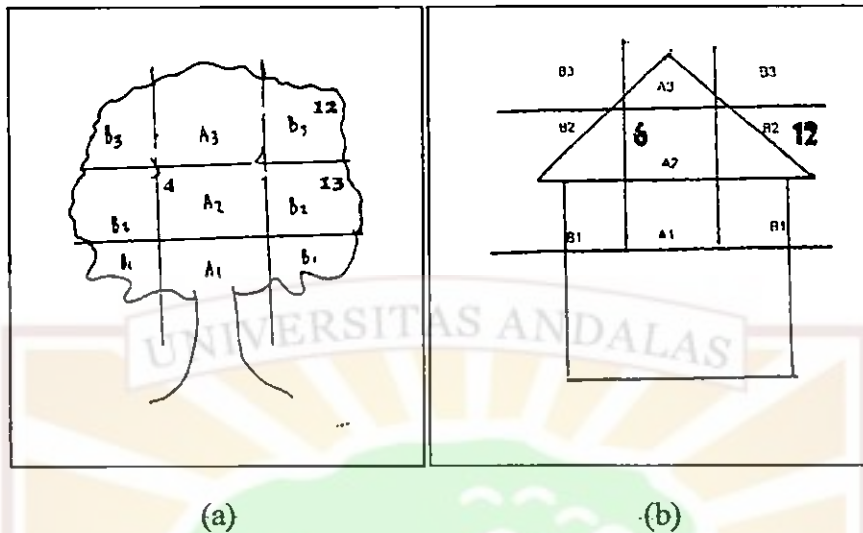 12
B3 A3 B3
4 13
A2 B2
B2
B1 A1 B1
B3 B3
A3
B2 6 B2 12
A2
B1 A1 B1
UNIVERSITAS ANDALAS
(a) (b)